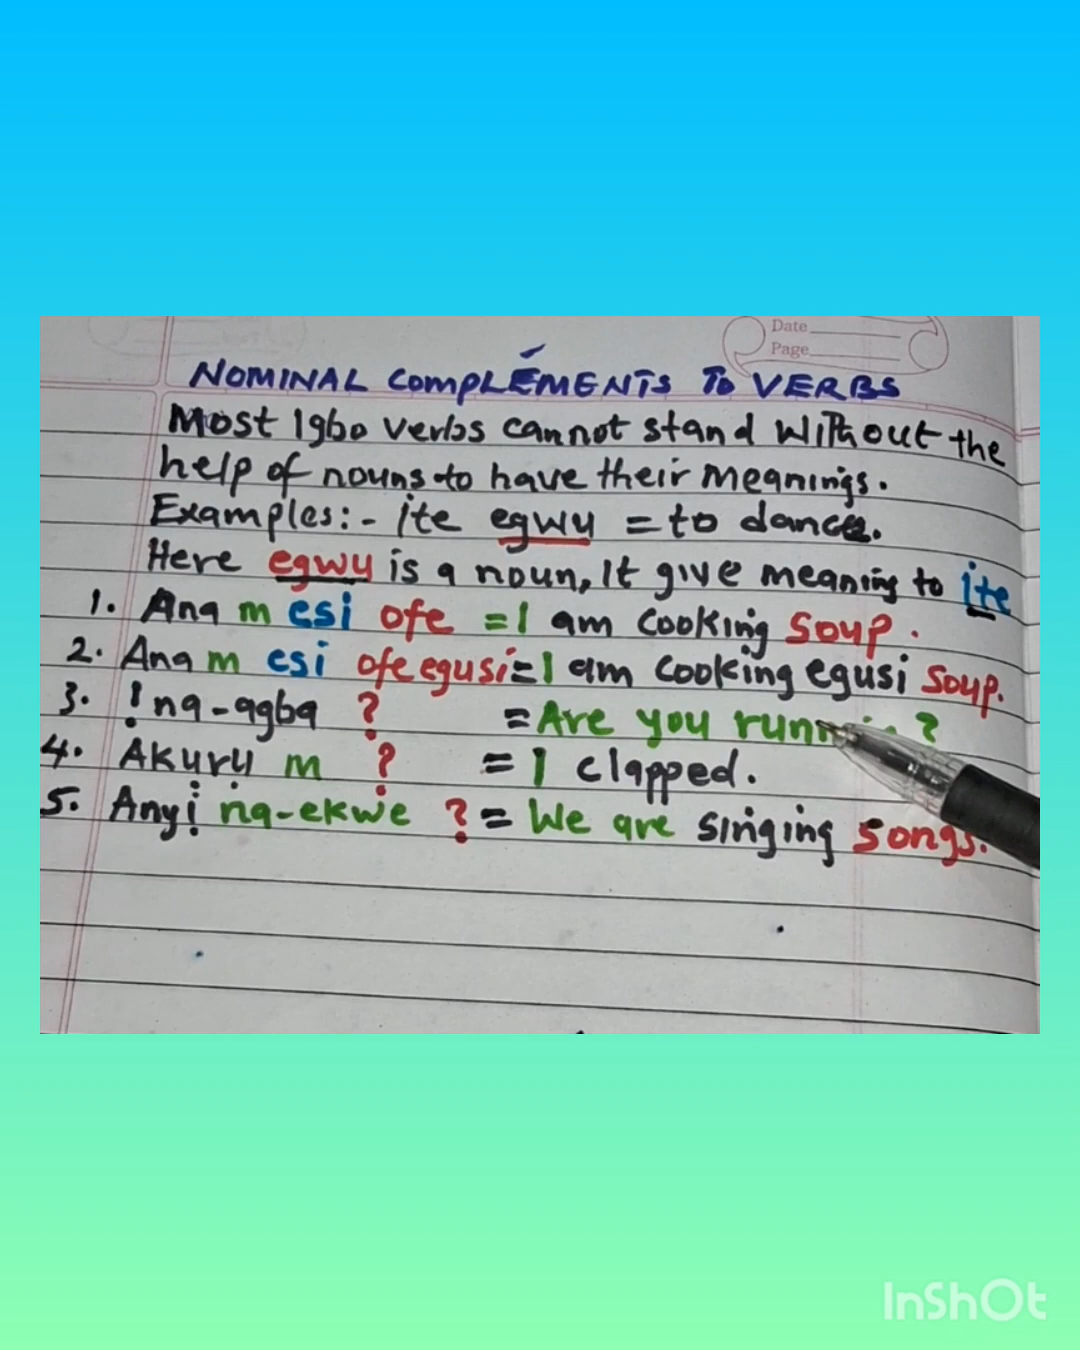 Date
Page
NOMINAL COMPLEMENTS TO VERBS
Most Igbo verbs cannot stand without the
help of nouns to have their meanings.
Examples:- ite egwu = to dance.
Here egwu is a noun, It give meaning to ite
1. Ana m esi ofe = I am cooking soup.
2. Ana m esi ofe egusi = I am cooking egusi soup.
3. Ị na-agba ? = Are you ?
4. Akụrụ m ? = I clapped.
5. Anyị na-ekwe ? = We are singing songs.
InShOt